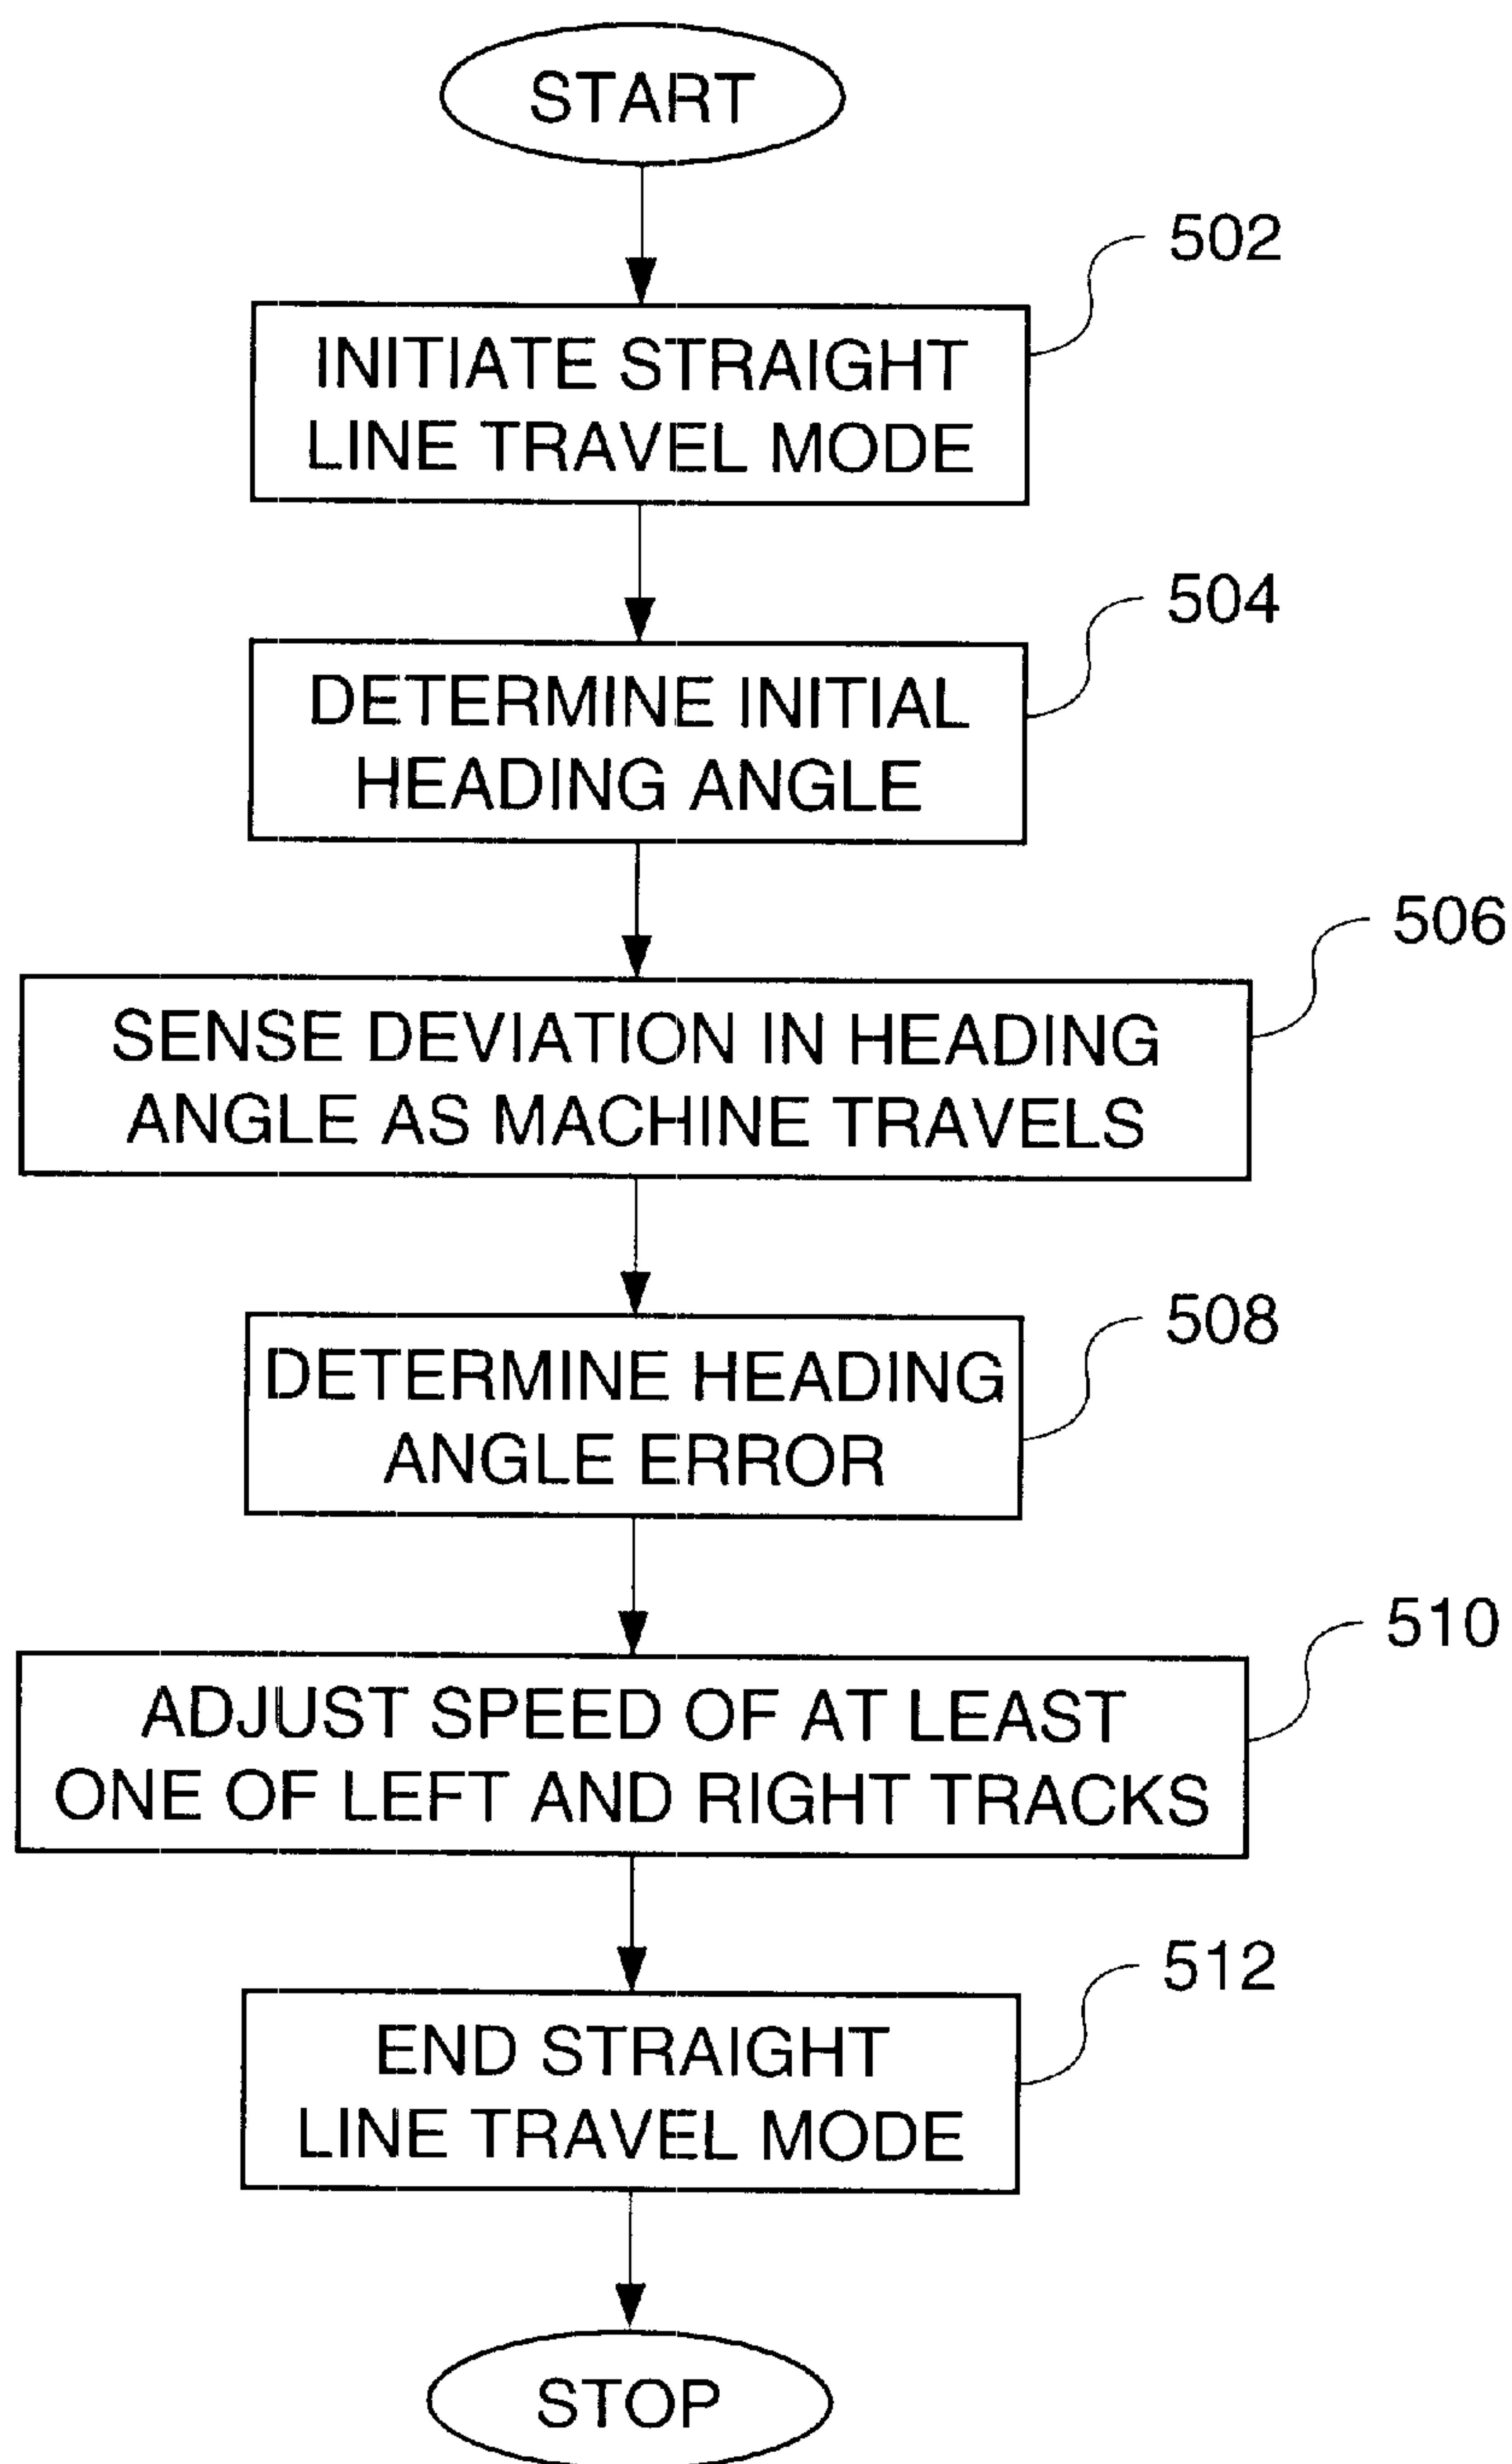 START
502
INITIATE STRAIGHT
LINE TRAVEL MODE
504
DETERMINE INITIAL
HEADING ANGLE
506
SENSE DEVIATION IN HEADING
ANGLE AS MACHINE TRAVELS
508
DETERMINE HEADING
ANGLE ERROR
510
ADJUST SPEED OF AT LEAST
ONE OF LEFT AND RIGHT TRACKS
512
END STRAIGHT
LINE TRAVEL MODE
STOP